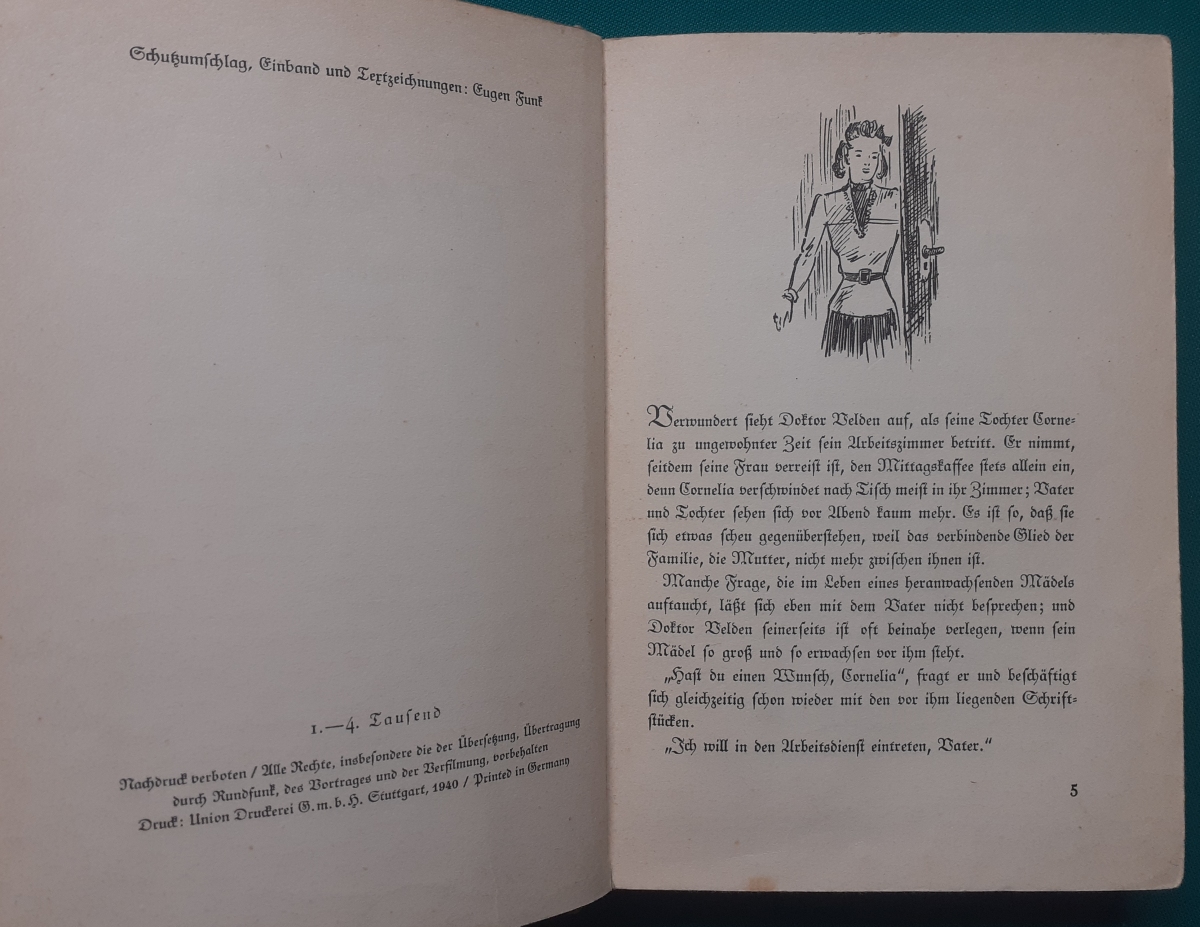 Schutzumschlag, Einband und Textzeichnungen: Eugen Funk
1.—4. Tausend
Nachdruck verboten / Alle Rechte, insbesondere die der Übersetzung, Übertragung
durch Rundfunk, des Vortrages und der Verfilmung, vorbehalten
Druck: Union Druckerei G.m.b.H. Stuttgart, 1940 / Printed in Germany
Verwundert sieht Doktor Velden auf, als seine Tochter Corne-
lia zu ungewohnter Zeit sein Arbeitszimmer betritt. Er nimmt,
seitdem seine Frau verreist ist, den Mittagskaffee stets allein ein,
denn Cornelia verschwindet nach Tisch meist in ihr Zimmer; Vater
und Tochter sehen sich vor Abend kaum mehr. Es ist so, daß sie
sich etwas scheu gegenüberstehen, weil das verbindende Glied der
Familie, die Mutter, nicht mehr zwischen ihnen ist.
Manche Frage, die im Leben eines heranwachsenden Mädels
auftaucht, läßt sich eben mit dem Vater nicht besprechen; und
Doktor Velden seinerseits ist oft beinahe verlegen, wenn sein
Mädel so groß und so erwachsen vor ihm steht.
„Hast du einen Wunsch, Cornelia“, fragt er und beschäftigt
sich gleichzeitig schon wieder mit den vor ihm liegenden Schrift-
stücken.
„Ich will in den Arbeitsdienst eintreten, Vater.“
5